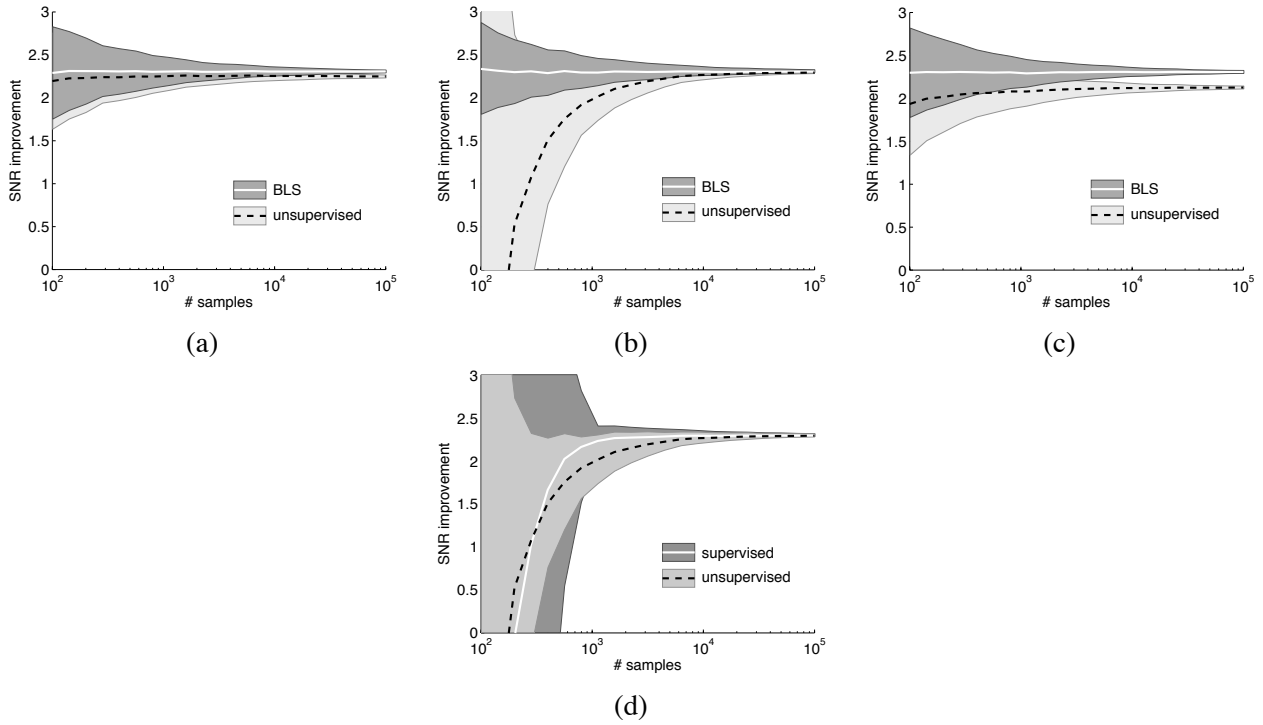 3
2.5
2
1.5
1
0.5
0
SNR improvement
BLS
unsupervised
10^2 10^3 10^4 10^5
# samples
(a)
3
2.5
2
1.5
1
0.5
0
SNR improvement
BLS
unsupervised
10^2 10^3 10^4 10^5
# samples
(b)
3
2.5
2
1.5
1
0.5
0
SNR improvement
BLS
unsupervised
10^2 10^3 10^4 10^5
# samples
(c)
3
2.5
2
1.5
1
0.5
0
SNR improvement
supervised
unsupervised
10^2 10^3 10^4 10^5
# samples
(d)